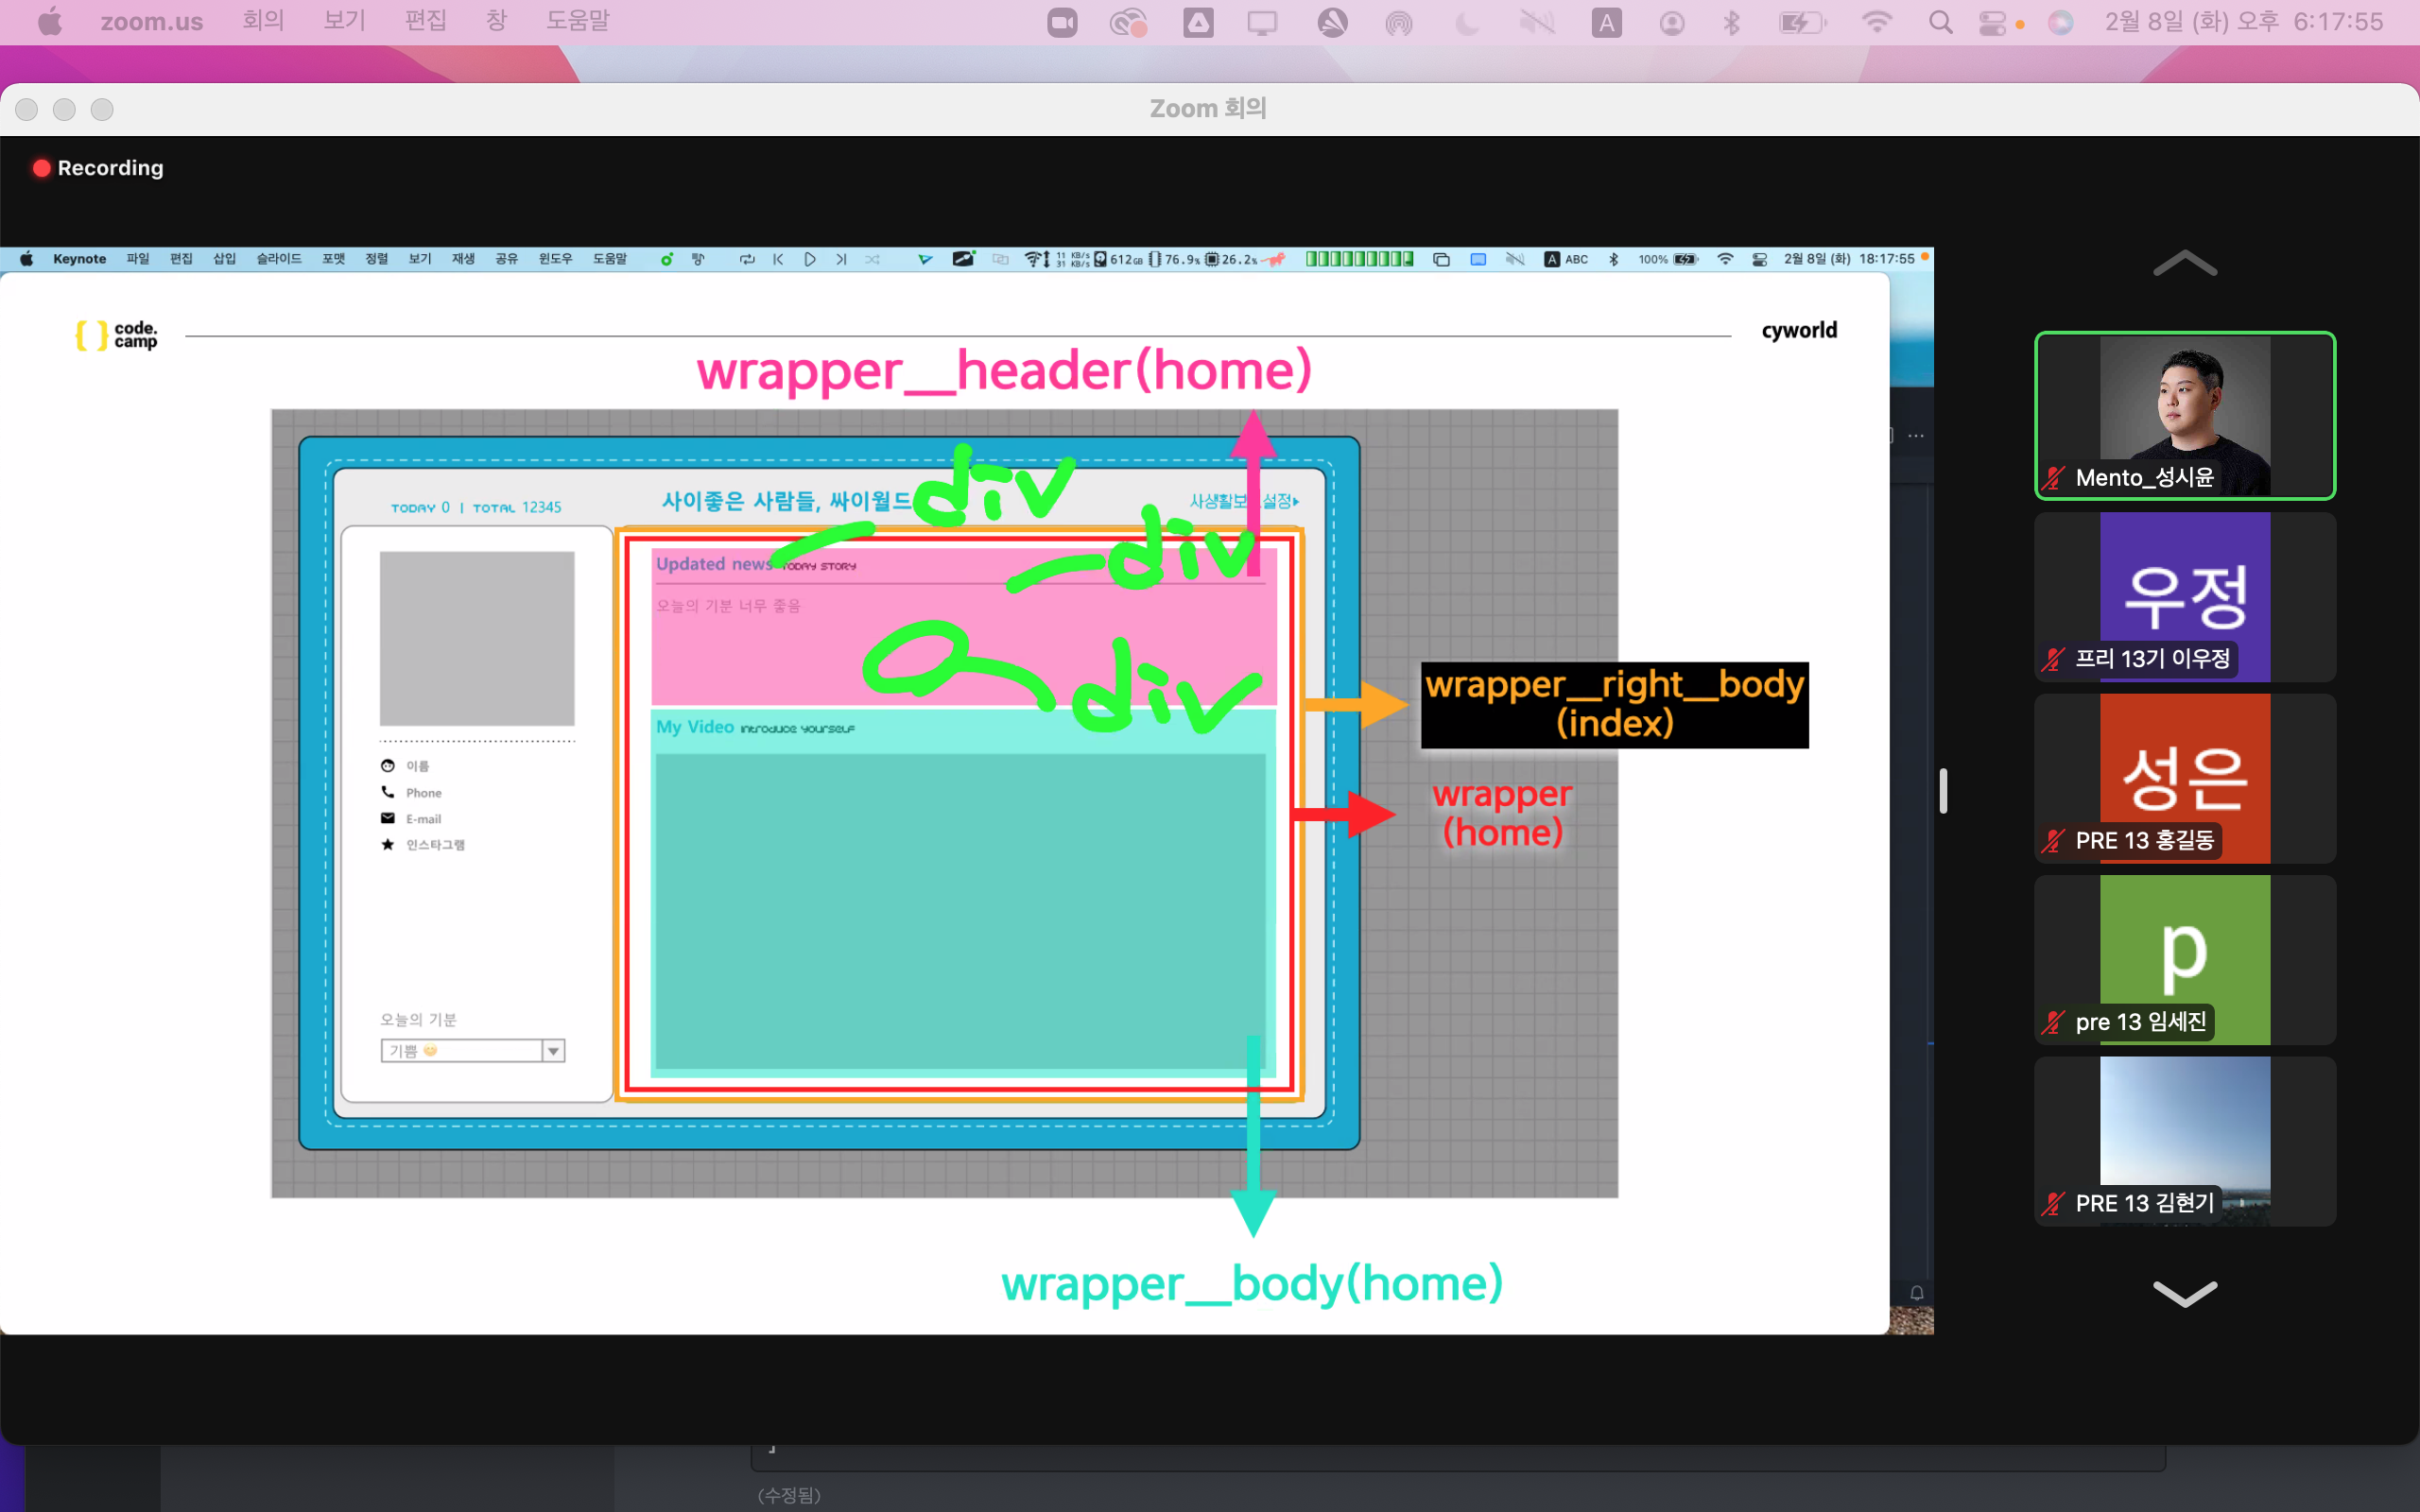 zoom.us 회의 보기 편집 창 도움말 A 2월 8일 (화) 오후 6:17:55
Zoom 회의
Recording
Keynote 파일 편집 삽입 슬라이드 포맷 정렬 보기 재생 공유 윈도우 도움말 11 KB/s 31 KB/s 612GB 76.9% 26.2% A ABC 100% 2월 8일 (화) 18:17:55
{ } code.camp
cyworld
wrapper__header(home)
TODAY 0 | TOTAL 12345
사이좋은 사람들, 싸이월드
div
사생활보 설정▸
div
Updated news TODAY STORY
오늘의 기분 너무 좋음
div
My Video introduce yourself
wrapper__right__body
(index)
wrapper
(home)
이름
Phone
E-mail
인스타그램
오늘의 기분
기쁨
wrapper__body(home)
Mento_성시윤
우정
프리 13기 이우정
성은
PRE 13 홍길동
p
pre 13 임세진
PRE 13 김현기
(수정됨)